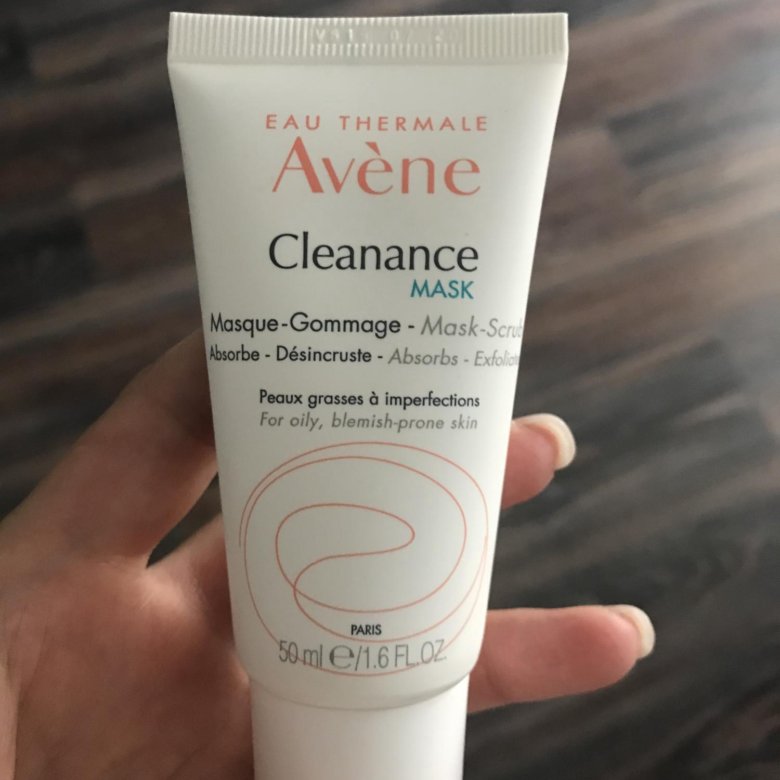 EAU THERMALE
Avène
Cleanance
MASK
Masque-Gommage - Mask-Scrub
Absorbe - Désincruste - Absorbs -
Peaux grasses à imperfections
For oily, blemish-prone skin
PARIS
50 ml e/1.6 FL.OZ.